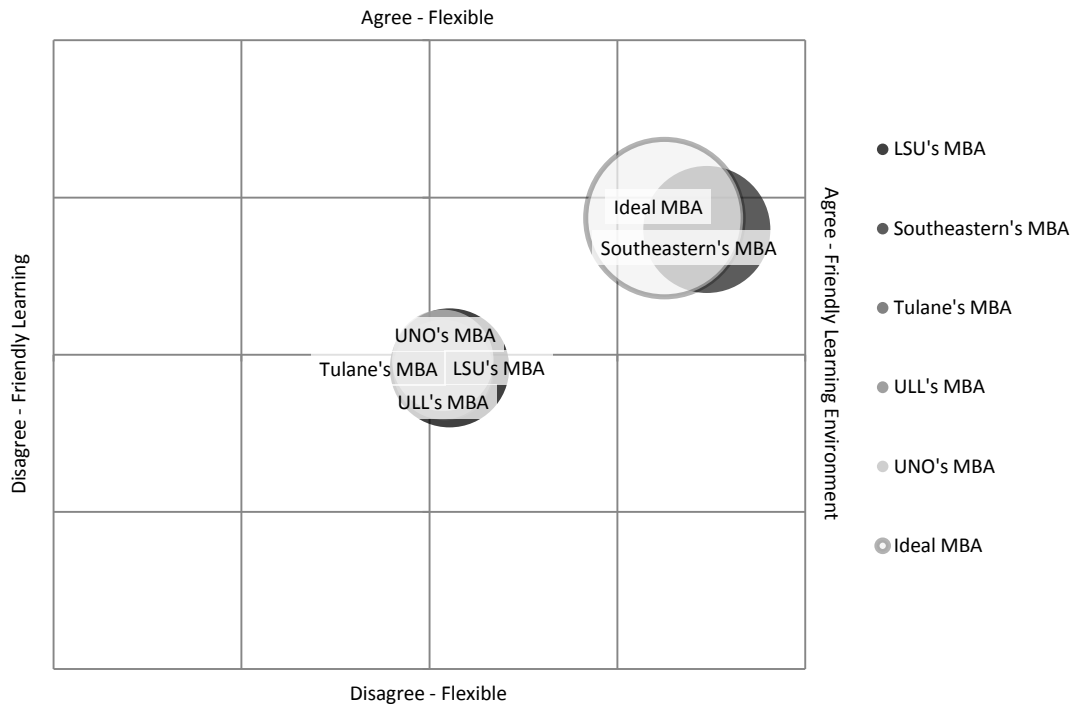 Agree - Flexible
Disagree - Friendly Learning
Ideal MBA
Southeastern's MBA
UNO's MBA
Tulane's MBA
LSU's MBA
ULL's MBA
Agree - Friendly Learning Environment
Disagree - Flexible
LSU's MBA
Southeastern's MBA
Tulane's MBA
ULL's MBA
UNO's MBA
Ideal MBA